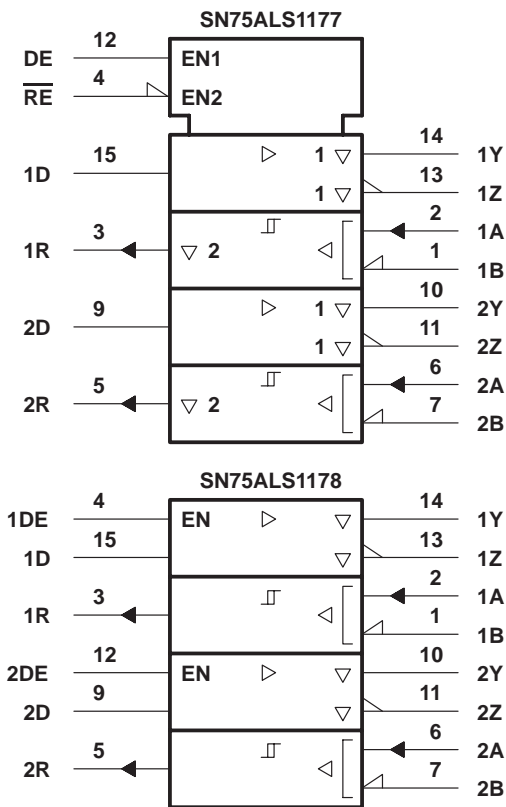 SN75ALS1177
DE 12 EN1
RE 4 EN2
1D 15 1 14 1Y
1 13 1Z
1R 3 2 2 1A
1 1B
2D 9 1 10 2Y
1 11 2Z
2R 5 2 6 2A
7 2B
SN75ALS1178
1DE 4 EN 14 1Y
1D 15 13 1Z
1R 3 2 1A
1 1B
2DE 12 EN 10 2Y
2D 9 11 2Z
2R 5 6 2A
7 2B